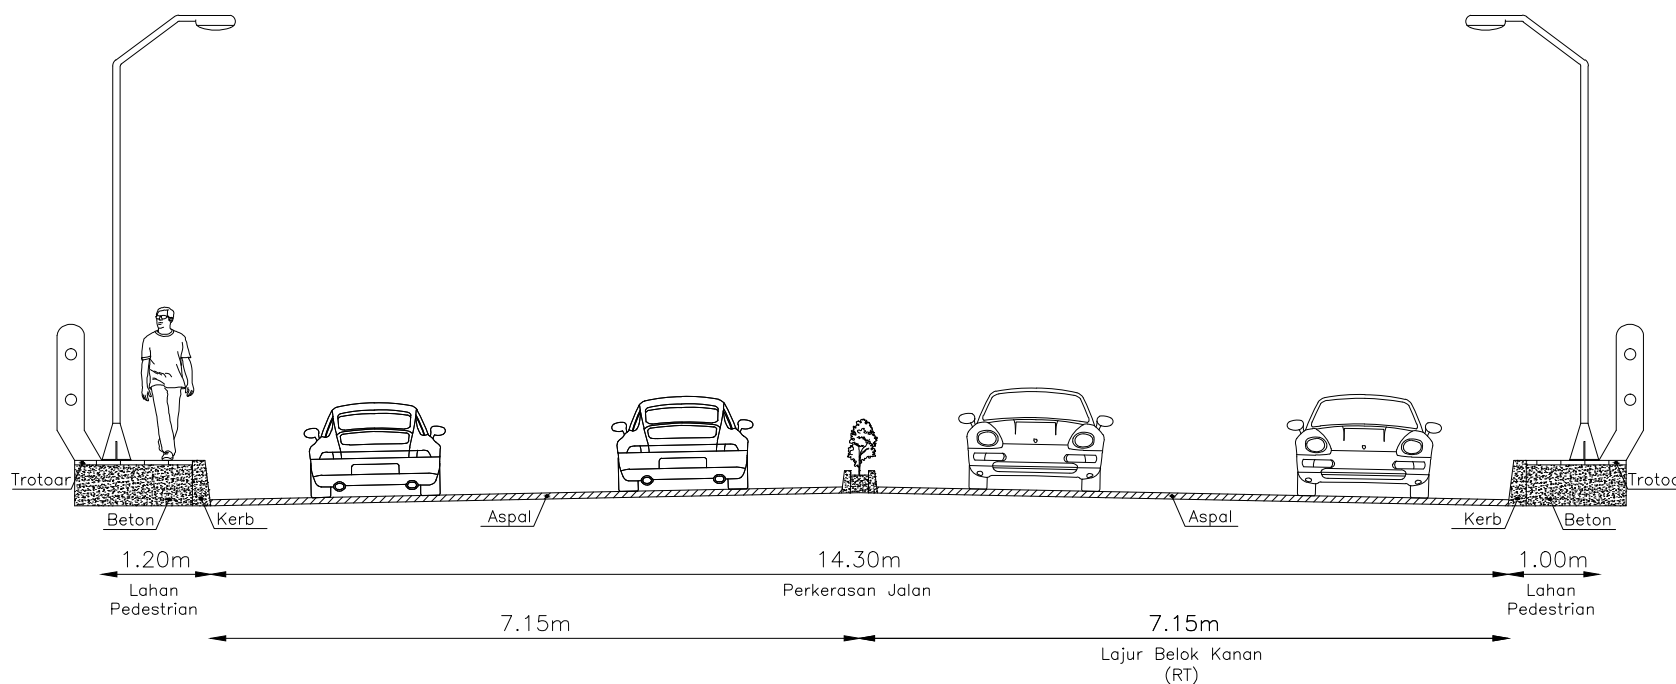 Trotoar
Trotoa
Beton
Kerb
Aspal
Aspal
Kerb
Beton
1.20m
14.30m
1.00m
Lahan
Pedestrian
Perkerasan Jalan
Lahan
Pedestrian
7.15m
7.15m
Lajur Belok Kanan
(RT)